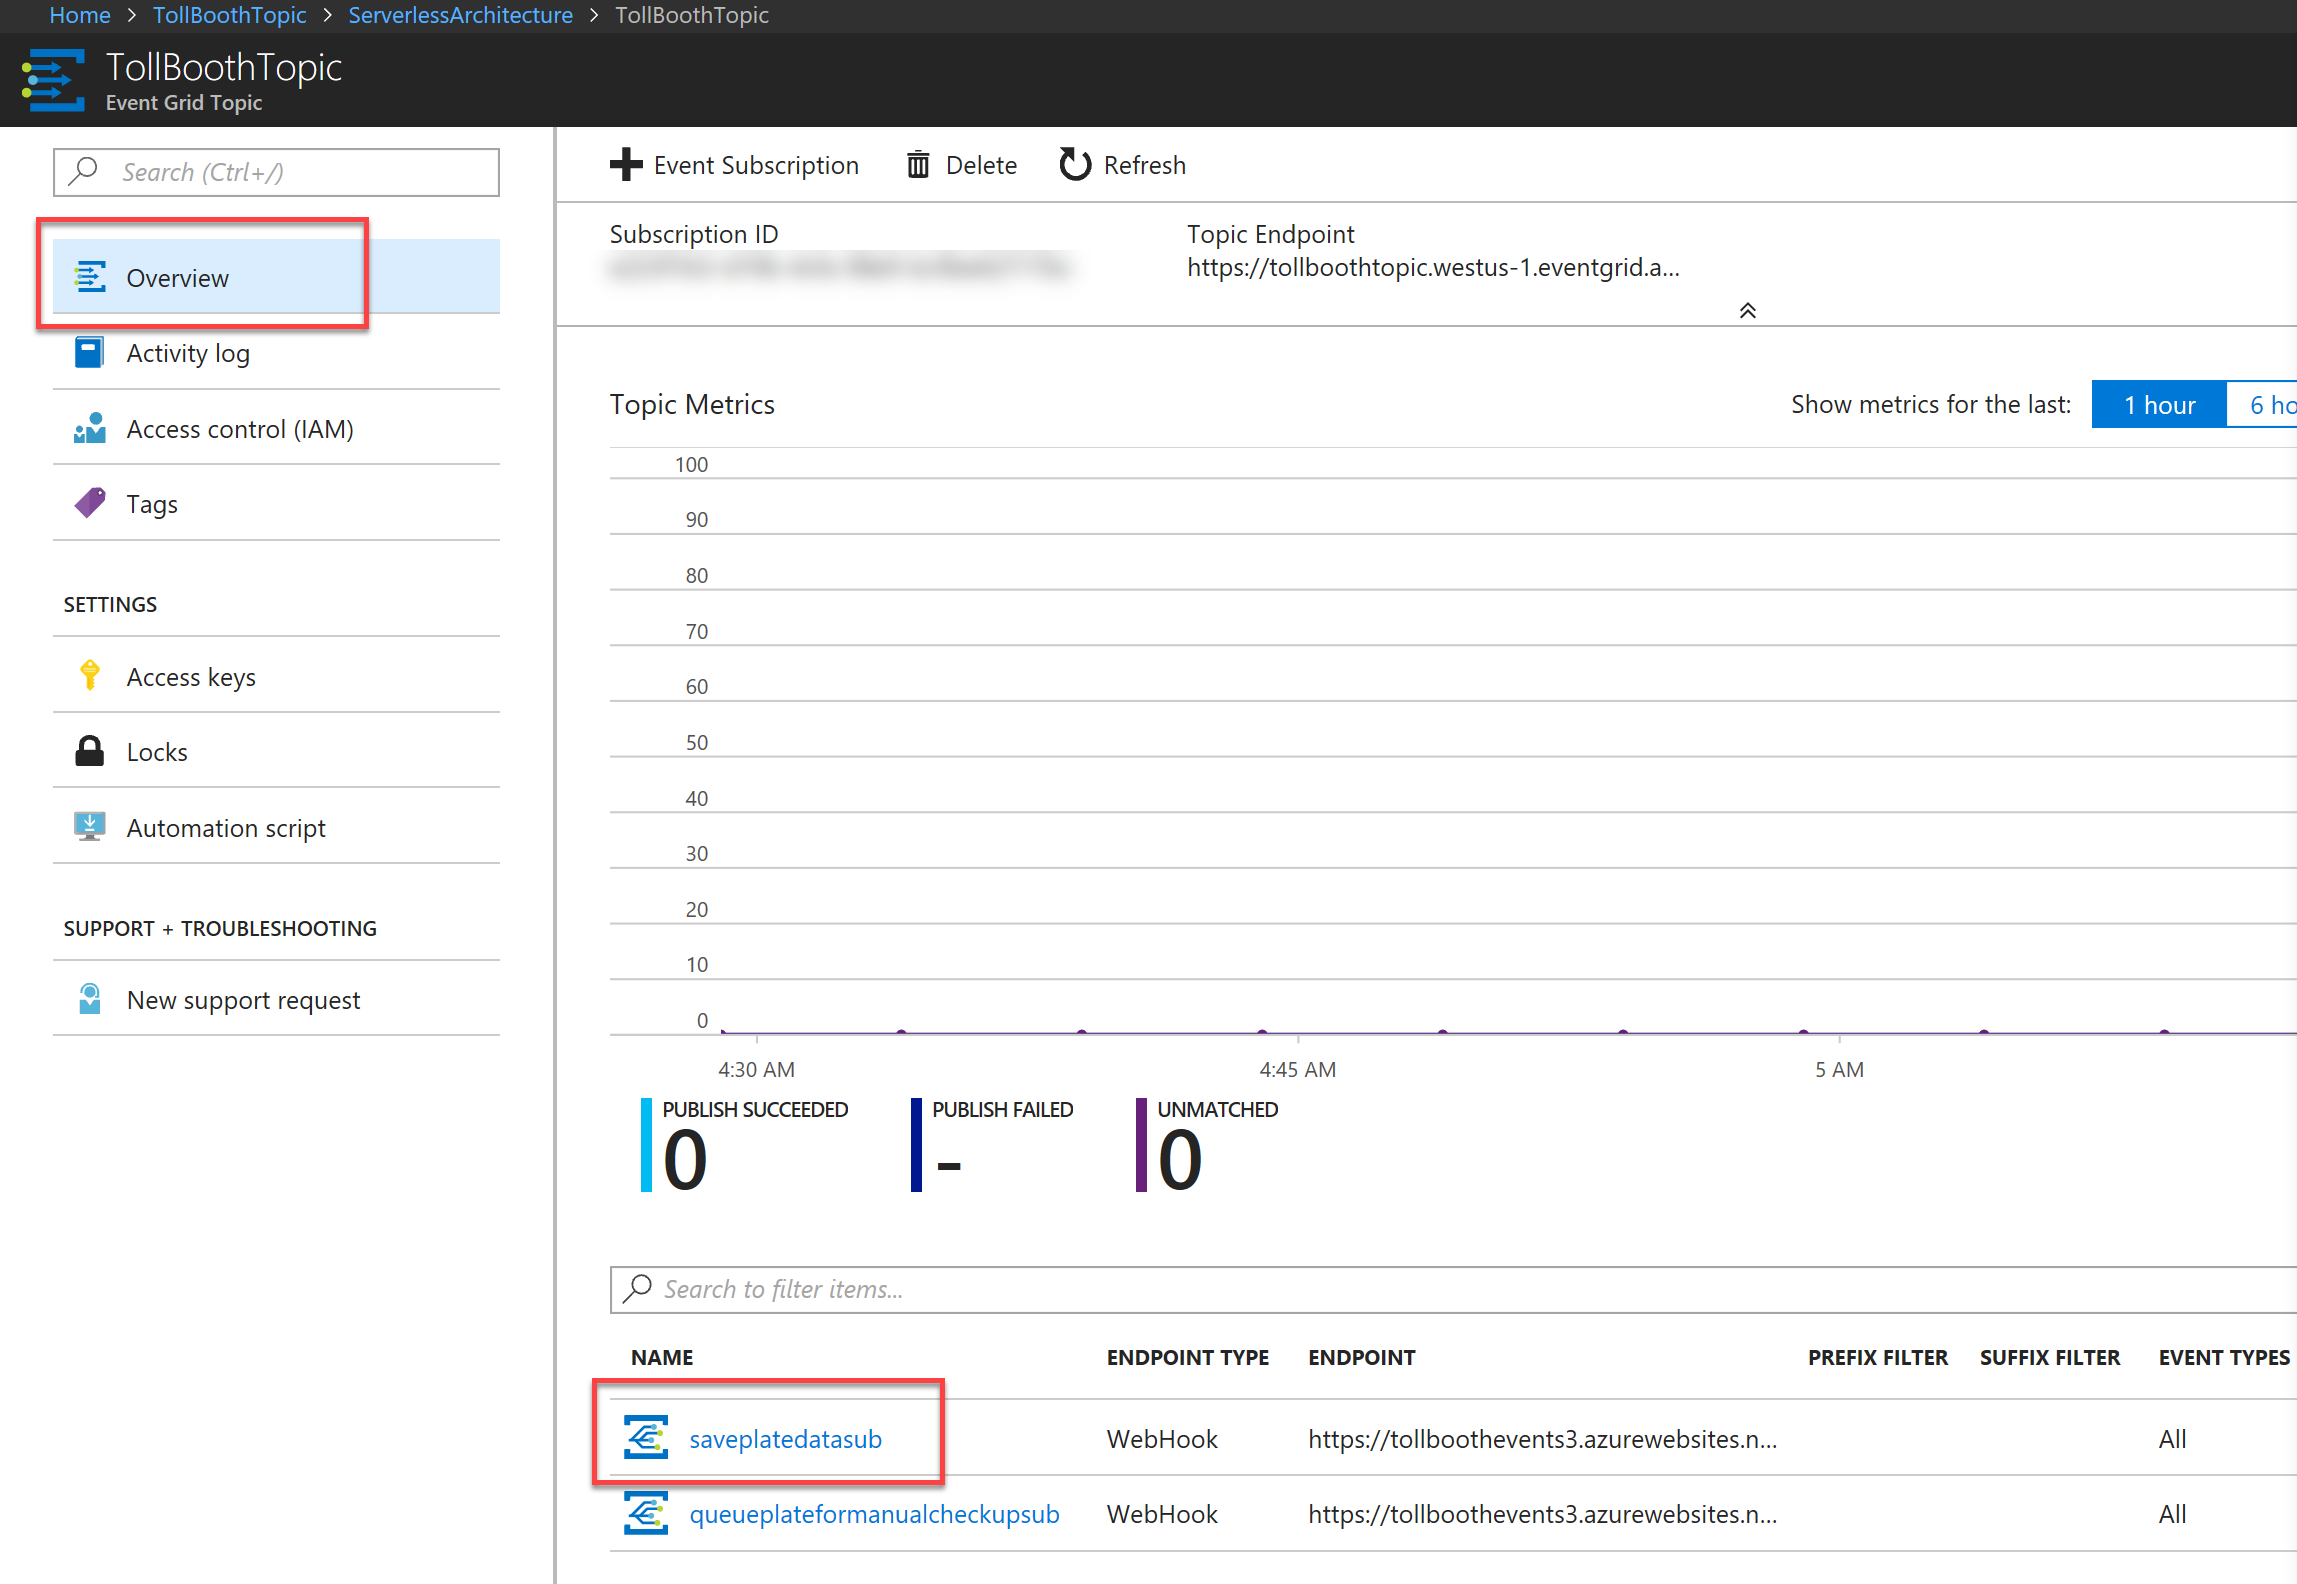 Home > TollBoothTopic > ServerlessArchitecture > TollBoothTopic
TollBoothTopic
Event Grid Topic
Search (Ctrl+/)
Overview
Activity log
Access control (IAM)
Tags
SETTINGS
Access keys
Locks
Automation script
SUPPORT + TROUBLESHOOTING
New support request
Event Subscription Delete Refresh
Subscription ID
Topic Endpoint
https://tollboothtopic.westus-1.eventgrid.a...
Topic Metrics
Show metrics for the last: 1 hour 6 ho
100
90
80
70
60
50
40
30
20
10
0
4:30 AM 4:45 AM 5 AM
PUBLISH SUCCEEDED
0
PUBLISH FAILED
-
UNMATCHED
0
Search to filter items...
NAME ENDPOINT TYPE ENDPOINT PREFIX FILTER SUFFIX FILTER EVENT TYPES
saveplatedatasub WebHook https://tollboothevents3.azurewebsites.n... All
queueplateformanualcheckupsub WebHook https://tollboothevents3.azurewebsites.n... All